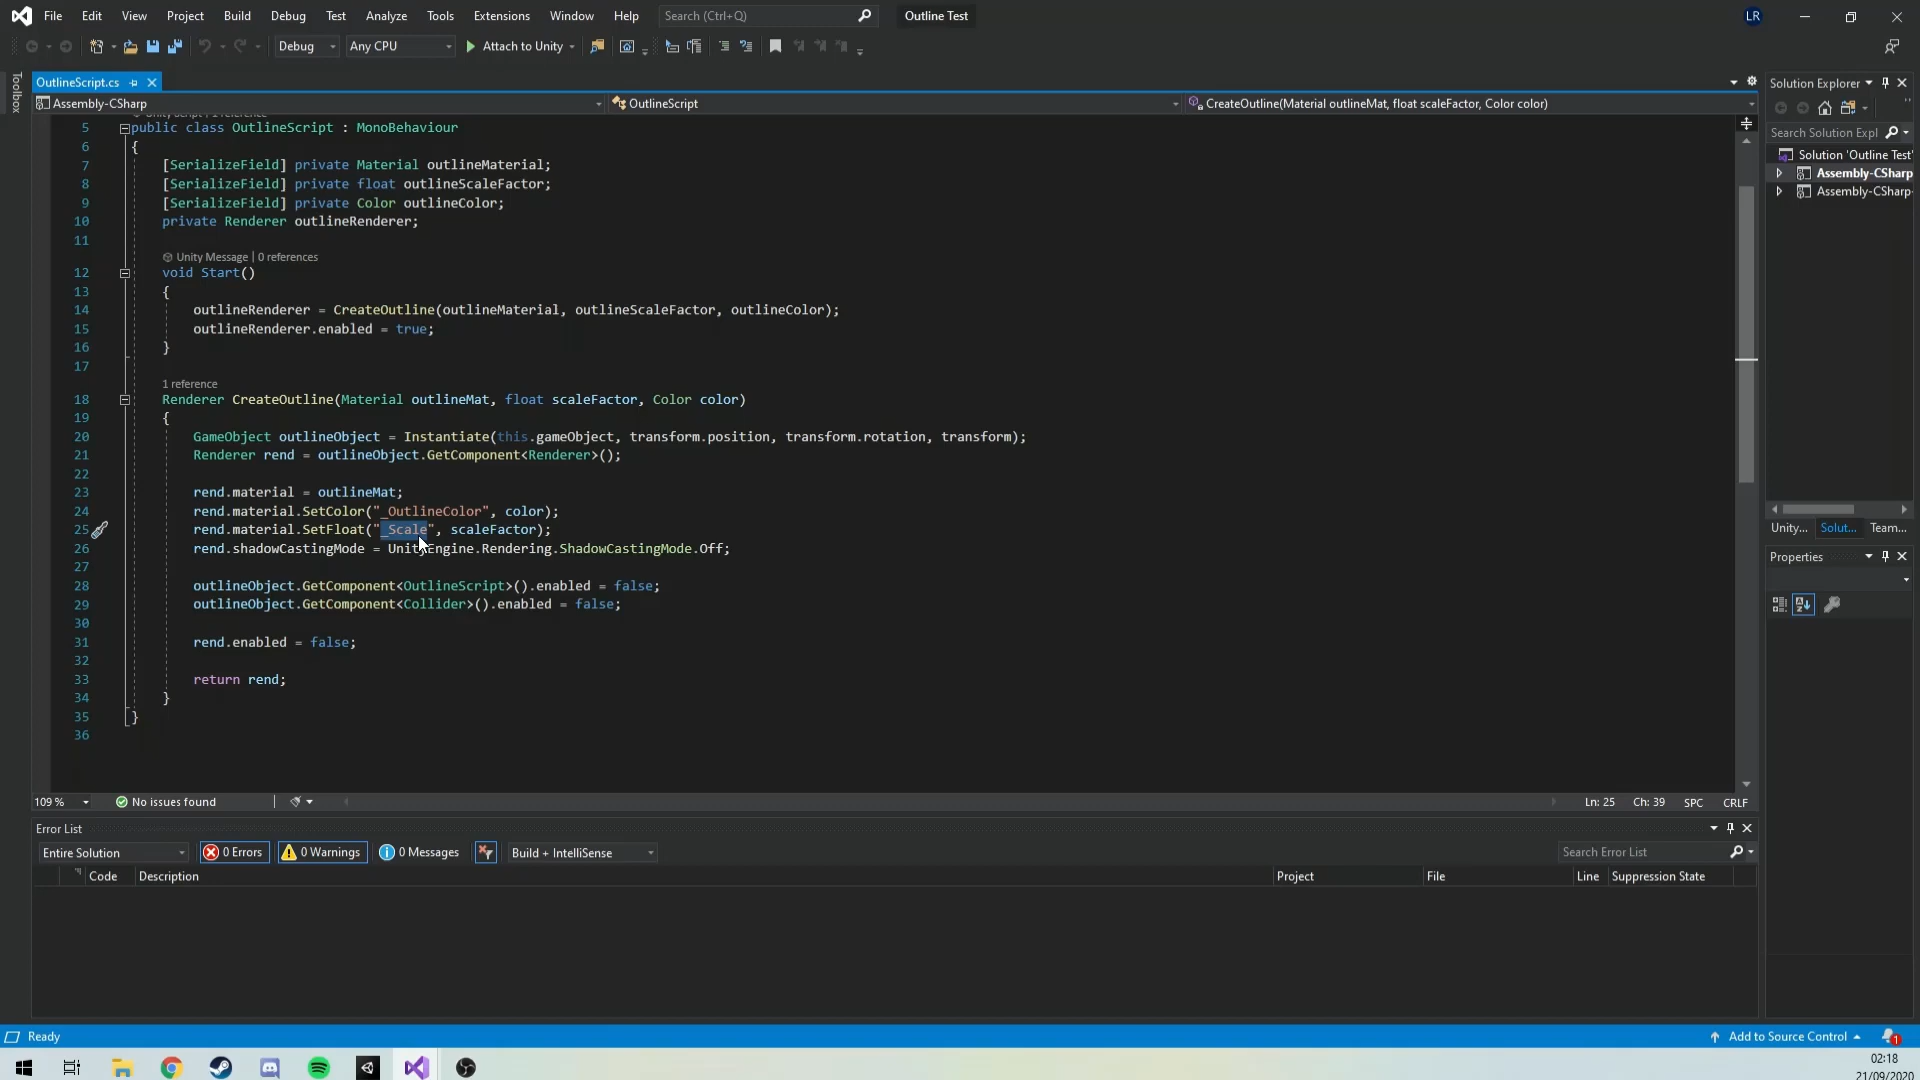 File Edit View Project Build Debug Test Analyze Tools Extensions Window Help Search (Ctrl+Q) Outline Test LR
Debug Any CPU Attach to Unity
Toolbox
OutlineScript.cs
Assembly-CSharp OutlineScript CreateOutline(Material outlineMat, float scaleFactor, Color color)
5 public class OutlineScript : MonoBehaviour
6 {
7 [SerializeField] private Material outlineMaterial;
8 [SerializeField] private float outlineScaleFactor;
9 [SerializeField] private Color outlineColor;
10 private Renderer outlineRenderer;
11
Unity Message | 0 references
12 void Start()
13 {
14 outlineRenderer = CreateOutline(outlineMaterial, outlineScaleFactor, outlineColor);
15 outlineRenderer.enabled = true;
16 }
17
1 reference
18 Renderer CreateOutline(Material outlineMat, float scaleFactor, Color color)
19 {
20 GameObject outlineObject = Instantiate(this.gameObject, transform.position, transform.rotation, transform);
21 Renderer rend = outlineObject.GetComponent<Renderer>();
22
23 rend.material = outlineMat;
24 rend.material.SetColor("_OutlineColor", color);
25 rend.material.SetFloat("_Scale", scaleFactor);
26 rend.shadowCastingMode = UnityEngine.Rendering.ShadowCastingMode.Off;
27
28 outlineObject.GetComponent<OutlineScript>().enabled = false;
29 outlineObject.GetComponent<Collider>().enabled = false;
30
31 rend.enabled = false;
32
33 return rend;
34 }
35 }
36
109 % No issues found Ln: 25 Ch: 39 SPC CRLF
Error List
Entire Solution 0 Errors 0 Warnings 0 Messages Build + IntelliSense Search Error List
Code Description Project File Line Suppression State
Solution Explorer
Search Solution Expl
Solution 'Outline Test'
Assembly-CSharp
Assembly-CSharp-
Unity... Solut... Team...
Properties
Ready Add to Source Control 1
02:18
21/09/2020